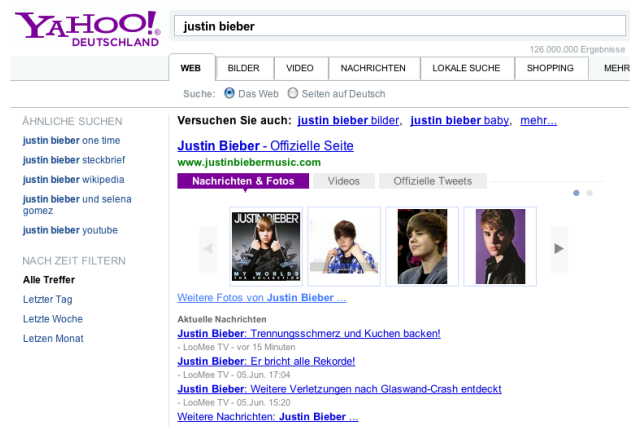 YAHOO!
DEUTSCHLAND
justin bieber
126.000.000 Ergebnisse
WEB
BILDER
VIDEO
NACHRICHTEN
LOKALE SUCHE
SHOPPING
MEHR
Suche: Das Web Seiten auf Deutsch
ÄHNLICHE SUCHEN
justin bieber one time
justin bieber steckbrief
justin bieber wikipedia
justin bieber und selena
gomez
justin bieber youtube
NACH ZEIT FILTERN
Alle Treffer
Letzter Tag
Letzte Woche
Letzen Monat
Versuchen Sie auch: justin bieber bilder, justin bieber baby, mehr...
Justin Bieber - Offizielle Seite
www.justinbiebermusic.com
Nachrichten & Fotos
Videos
Offizielle Tweets
JUSTIN BIEBER
MY WORLDS
THE COLLECTION
Weitere Fotos von Justin Bieber ...
Aktuelle Nachrichten
Justin Bieber: Trennungsschmerz und Kuchen backen!
- LooMee TV - vor 15 Minuten
Justin Bieber: Er bricht alle Rekorde!
- LooMee TV - 05.Jun. 17:04
Justin Bieber: Weitere Verletzungen nach Glaswand-Crash entdeckt
- LooMee TV - 05.Jun. 15:20
Weitere Nachrichten: Justin Bieber ...